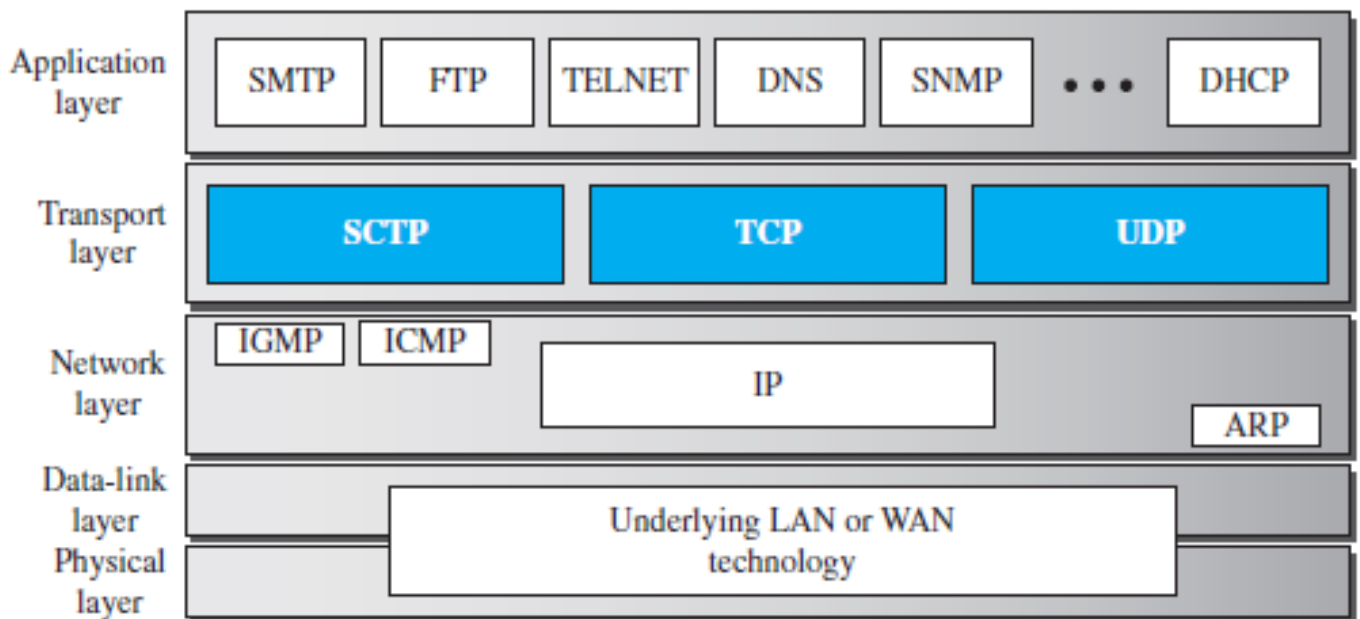 Application
layer
SMTP
FTP
TELNET
DNS
SNMP
• • •
DHCP
Transport
layer
SCTP
TCP
UDP
Network
layer
IGMP
ICMP
IP
ARP
Data-link
layer
Physical
layer
Underlying LAN or WAN
technology